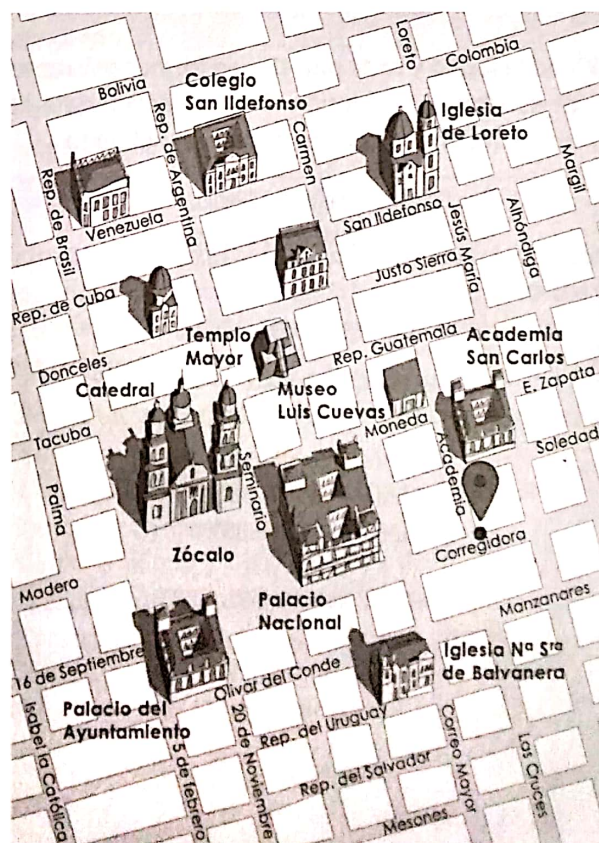 Loreto
Colombia
Bolivia
Colegio
San Ildefonso
Rep. de Argentina
Carmen
Iglesia
de Loreto
Margil
Rep. de Brasil
Venezuela
San Ildefonso
Jesús María
Alhóndiga
Justo Sierra
Rep. de Cuba
Donceles
Templo
Mayor
Rep. Guatemala
Academia
San Carlos
Catedral
Museo
Luis Cuevas
E. Zapata
Tacuba
Moneda
Academia
Soledad
Seminario
Palma
Zócalo
Corregidora
Madero
Palacio
Nacional
Manzanares
16 de Septiembre
Olivar del Conde
Iglesia Nª Sʳᵃ
de Balvanera
Palacio del
Ayuntamiento
Isabel la Católica
5 de febrero
20 de Noviembre
Rep. del Uruguay
Correo Mayor
Las Cruces
Rep. del Salvador
Mesones